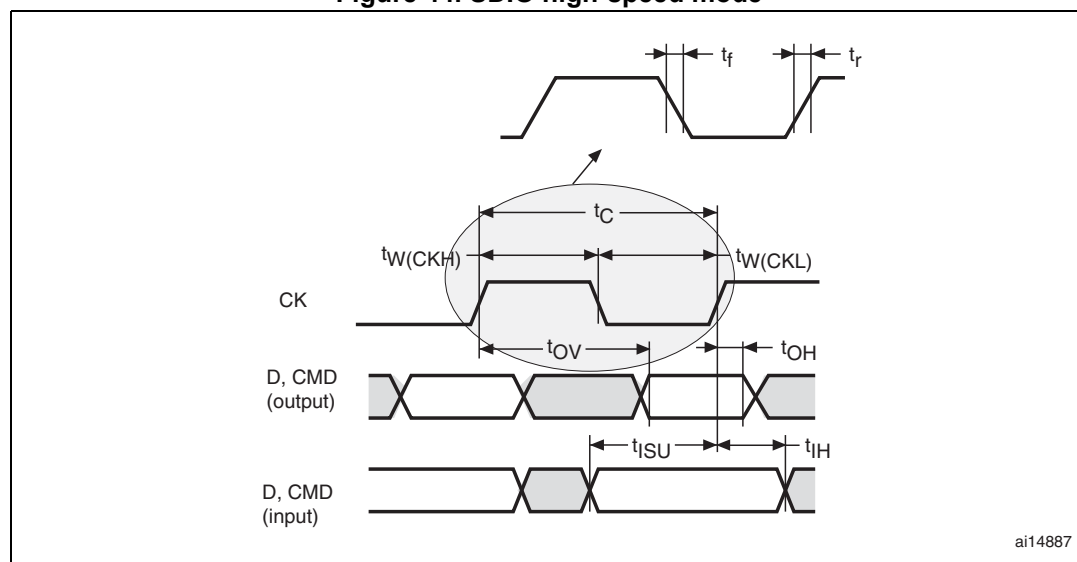 Figure SDIO high-speed mode
tf
tr
tC
tW(CKH)
tW(CKL)
CK
tOV
tOH
D, CMD
(output)
tISU
tIH
D, CMD
(input)
ai14887